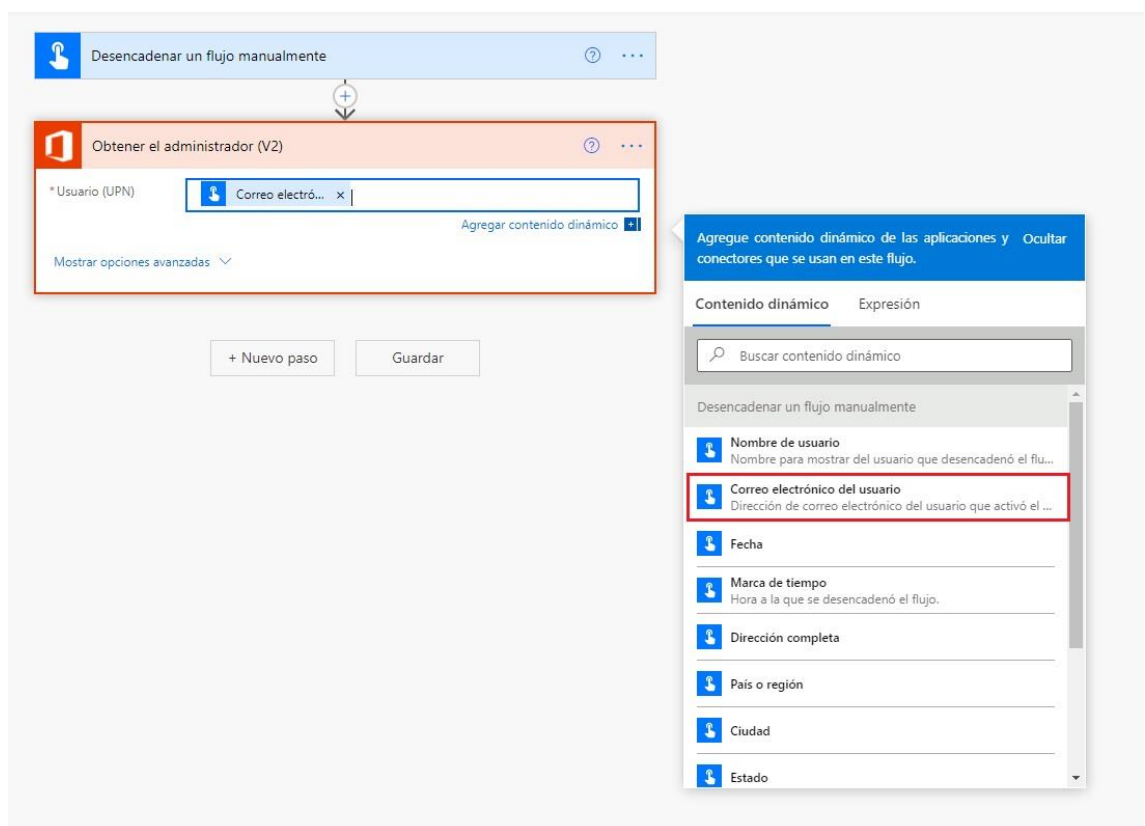 Desencadenar un flujo manualmente
Obtener el administrador (V2)
* Usuario (UPN)
Correo electró... ×
Agregar contenido dinámico
Mostrar opciones avanzadas
+ Nuevo paso
Guardar
Agregue contenido dinámico de las aplicaciones y
conectores que se usan en este flujo.
Ocultar
Contenido dinámico
Expresión
Buscar contenido dinámico
Desencadenar un flujo manualmente
Nombre de usuario
Nombre para mostrar del usuario que desencadenó el flu...
Correo electrónico del usuario
Dirección de correo electrónico del usuario que activó el ...
Fecha
Marca de tiempo
Hora a la que se desencadenó el flujo.
Dirección completa
País o región
Ciudad
Estado